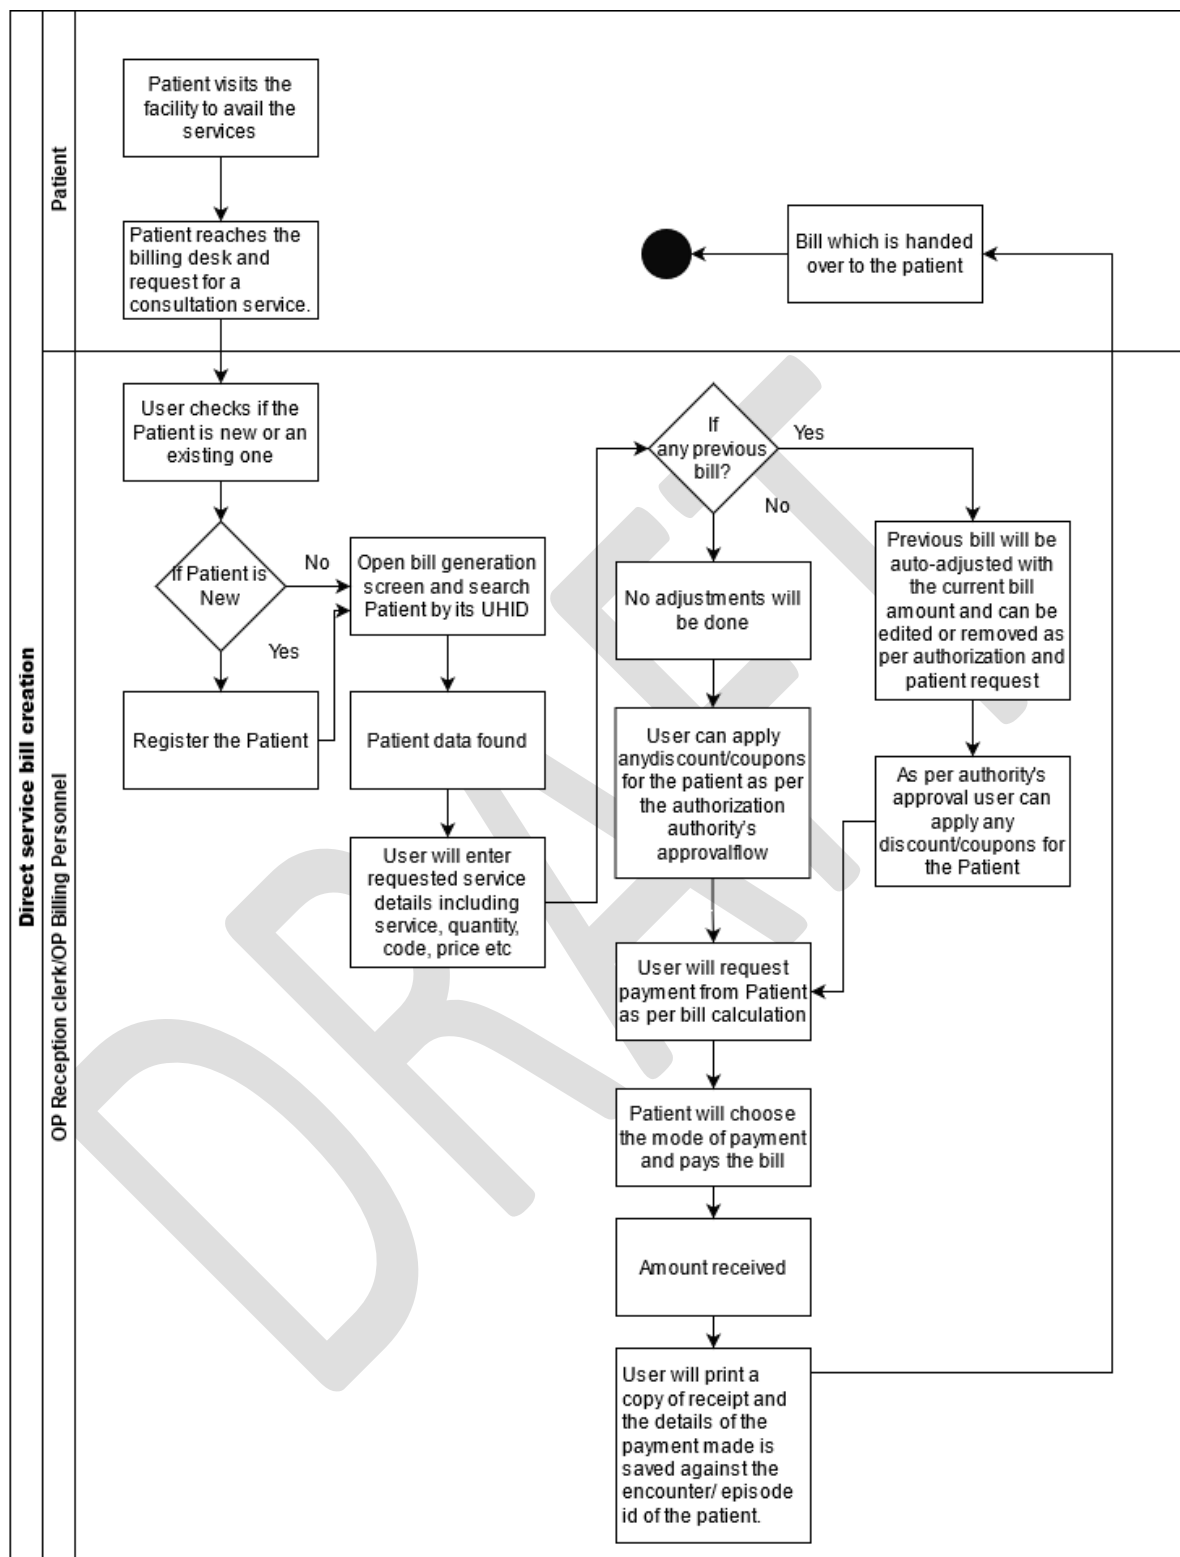 Direct service bill creation
Patient
Patient visits the
facility to avail the
services
Patient reaches the
billing desk and
request for a
consultation service.
Bill which is handed
over to the patient
OP Reception clerk/OP Billing Personnel
User checks if the
Patient is new or an
existing one
If Patient is
New
No
Yes
Register the Patient
Open bill generation
screen and search
Patient by its UHID
Patient data found
User will enter
requested service
details including
service, quantity,
code, price etc
If
any previous
bill?
Yes
No
No adjustments will
be done
User can apply
anydiscount/coupons
for the patient as per
the authorization
authority's
approvalflow
Previous bill will be
auto-adjusted with
the current bill
amount and can be
edited or removed as
per authorization and
patient request
As per authority's
approval user can
apply any
discount/coupons for
the Patient
User will request
payment from Patient
as per bill calculation
Patient will choose
the mode of payment
and pays the bill
Amount received
User will print a
copy of receipt and
the details of the
payment made is
saved against the
encounter/ episode
id of the patient.
DRAFT